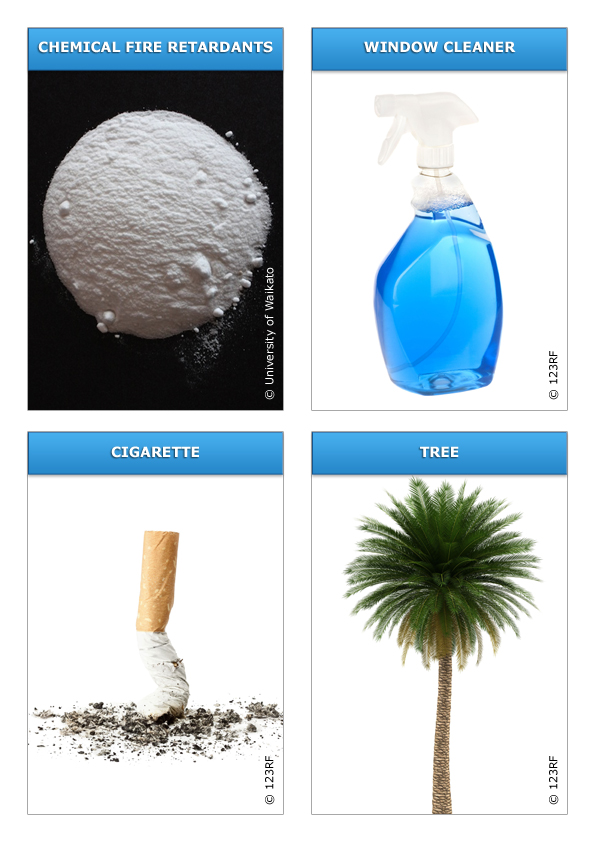 CHEMICAL FIRE RETARDANTS
© University of Waikato
WINDOW CLEANER
© 123RF
CIGARETTE
© 123RF
TREE
© 123RF